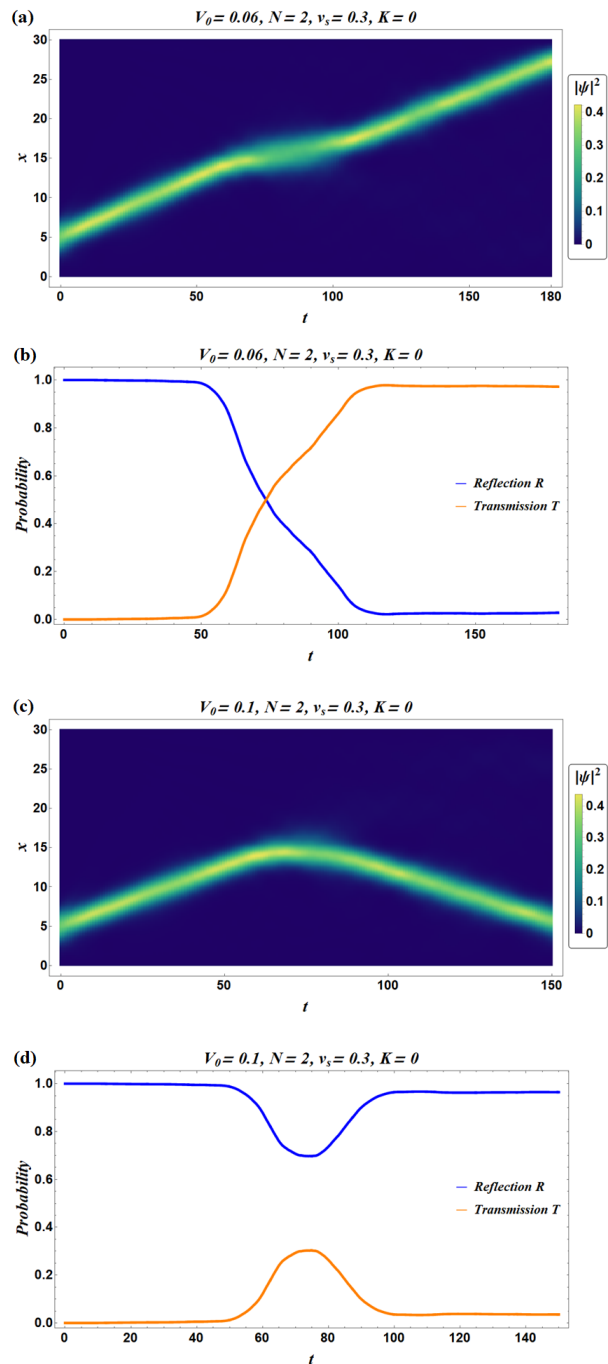 (a)
V₀ = 0.06, N = 2, vₛ = 0.3, K = 0
30
25
20
15
10
5
0
x
0 50 100 150 180
t
|ψ|²
0.4
0.3
0.2
0.1
0
(b)
V₀ = 0.06, N = 2, vₛ = 0.3, K = 0
1.0
0.8
0.6
0.4
0.2
0.0
Probability
Reflection R
Transmission T
0 50 100 150
t
(c)
V₀ = 0.1, N = 2, vₛ = 0.3, K = 0
30
25
20
15
10
5
0
x
0 50 100 150
t
|ψ|²
0.4
0.3
0.2
0.1
0
(d)
V₀ = 0.1, N = 2, vₛ = 0.3, K = 0
1.0
0.8
0.6
0.4
0.2
0.0
Probability
Reflection R
Transmission T
0 20 40 60 80 100 120 140
t